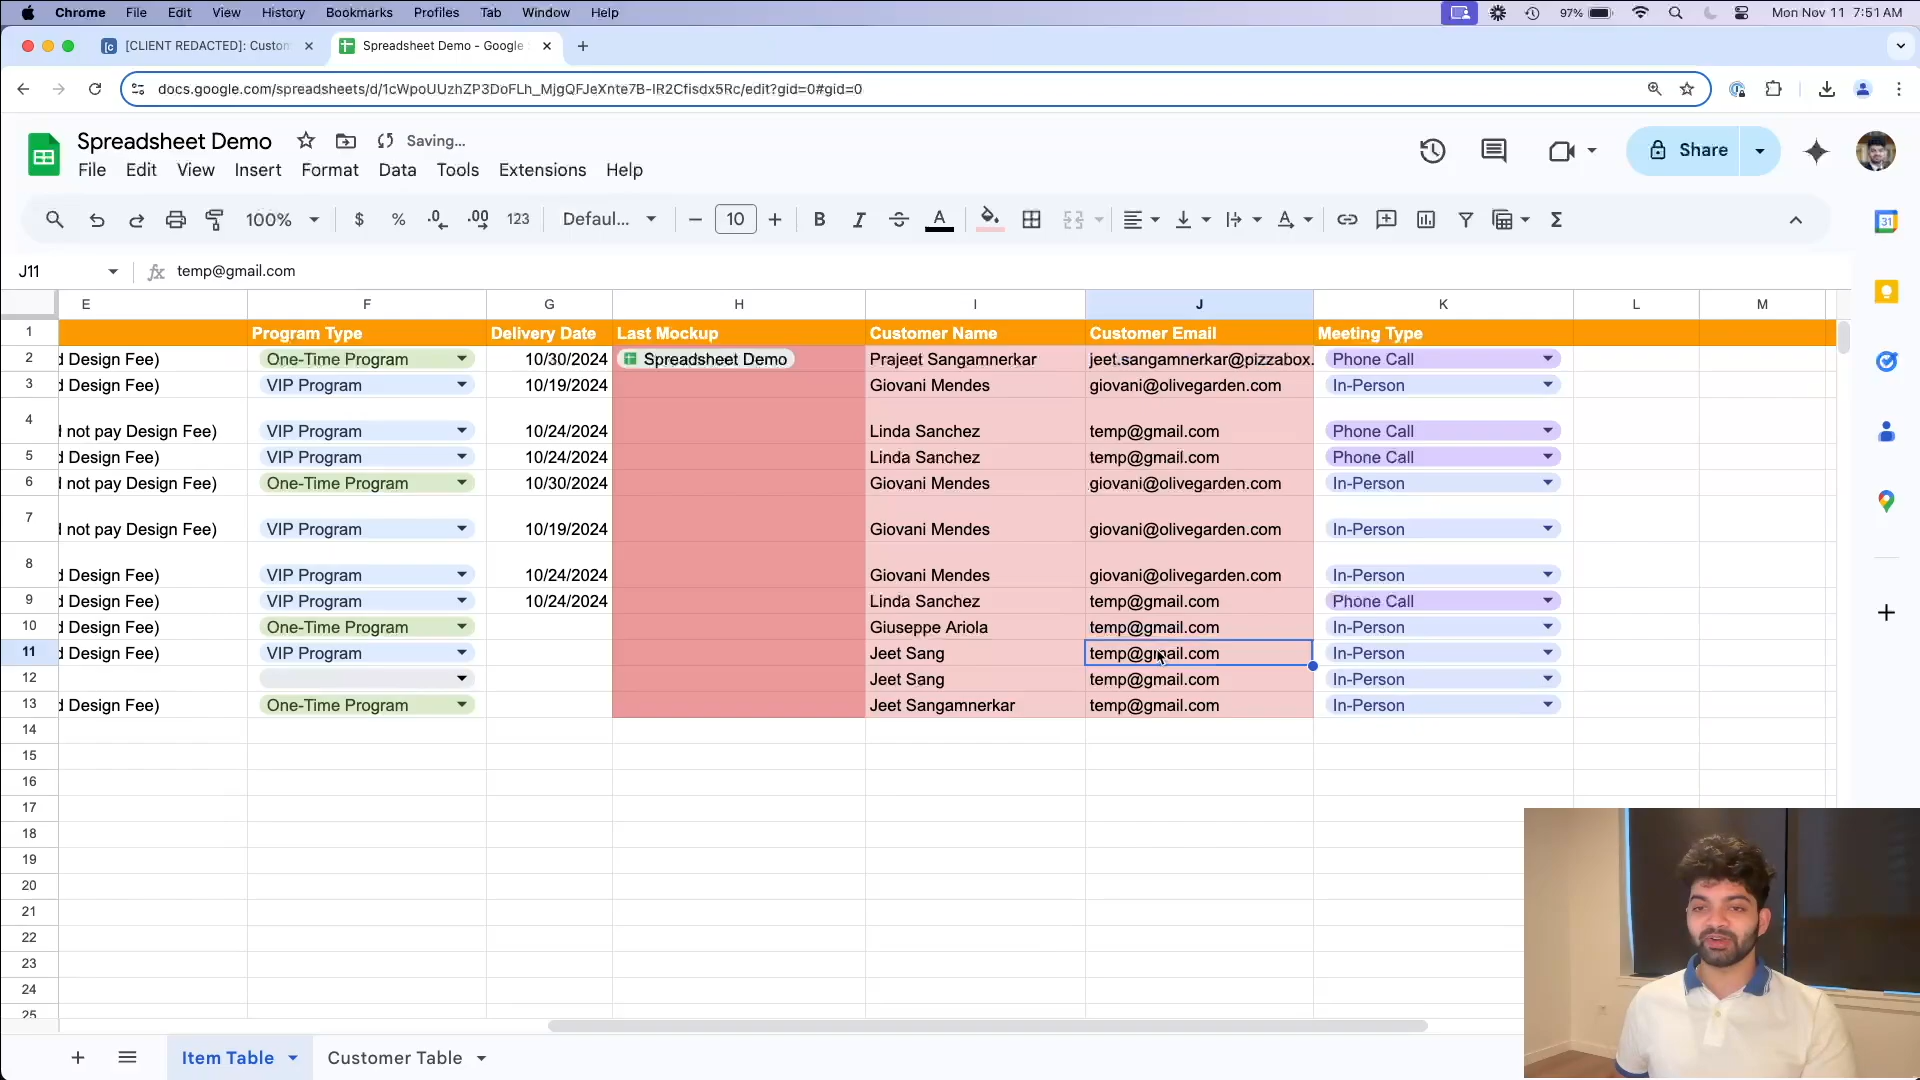 Chrome File Edit View History Bookmarks Profiles Tab Window Help 97% Mon Nov 11 7:51 AM
[CLIENT REDACTED]: Custom Spreadsheet Demo - Google
docs.google.com/spreadsheets/d/1cWpoUUzhZP3DoFLh_MjgQFJeXnte7B-IR2Cfisdx5Rc/edit?gid=0#gid=0
Spreadsheet Demo Saving...
File Edit View Insert Format Data Tools Extensions Help
Share
100% $ % .0 .00 123 Defaul... 10 B I S A Σ
31
J11 fx temp@gmail.com
E F G H I J K L M
1 Program Type Delivery Date Last Mockup Customer Name Customer Email Meeting Type
2 d Design Fee) One-Time Program 10/30/2024 Spreadsheet Demo Prajeet Sangamnerkar jeet.sangamnerkar@pizzabox. Phone Call
3 d Design Fee) VIP Program 10/19/2024 Giovani Mendes giovani@olivegarden.com In-Person
4 d not pay Design Fee) VIP Program 10/24/2024 Linda Sanchez temp@gmail.com Phone Call
5 d Design Fee) VIP Program 10/24/2024 Linda Sanchez temp@gmail.com Phone Call
6 d not pay Design Fee) One-Time Program 10/30/2024 Giovani Mendes giovani@olivegarden.com In-Person
7 d not pay Design Fee) VIP Program 10/19/2024 Giovani Mendes giovani@olivegarden.com In-Person
8 d Design Fee) VIP Program 10/24/2024 Giovani Mendes giovani@olivegarden.com In-Person
9 d Design Fee) VIP Program 10/24/2024 Linda Sanchez temp@gmail.com Phone Call
10 d Design Fee) One-Time Program Giuseppe Ariola temp@gmail.com In-Person
11 d Design Fee) VIP Program Jeet Sang temp@gmail.com In-Person
12 Jeet Sang temp@gmail.com In-Person
13 d Design Fee) One-Time Program Jeet Sangamnerkar temp@gmail.com In-Person
14
15
16
17
18
19
20
21
22
23
24
25
Item Table Customer Table